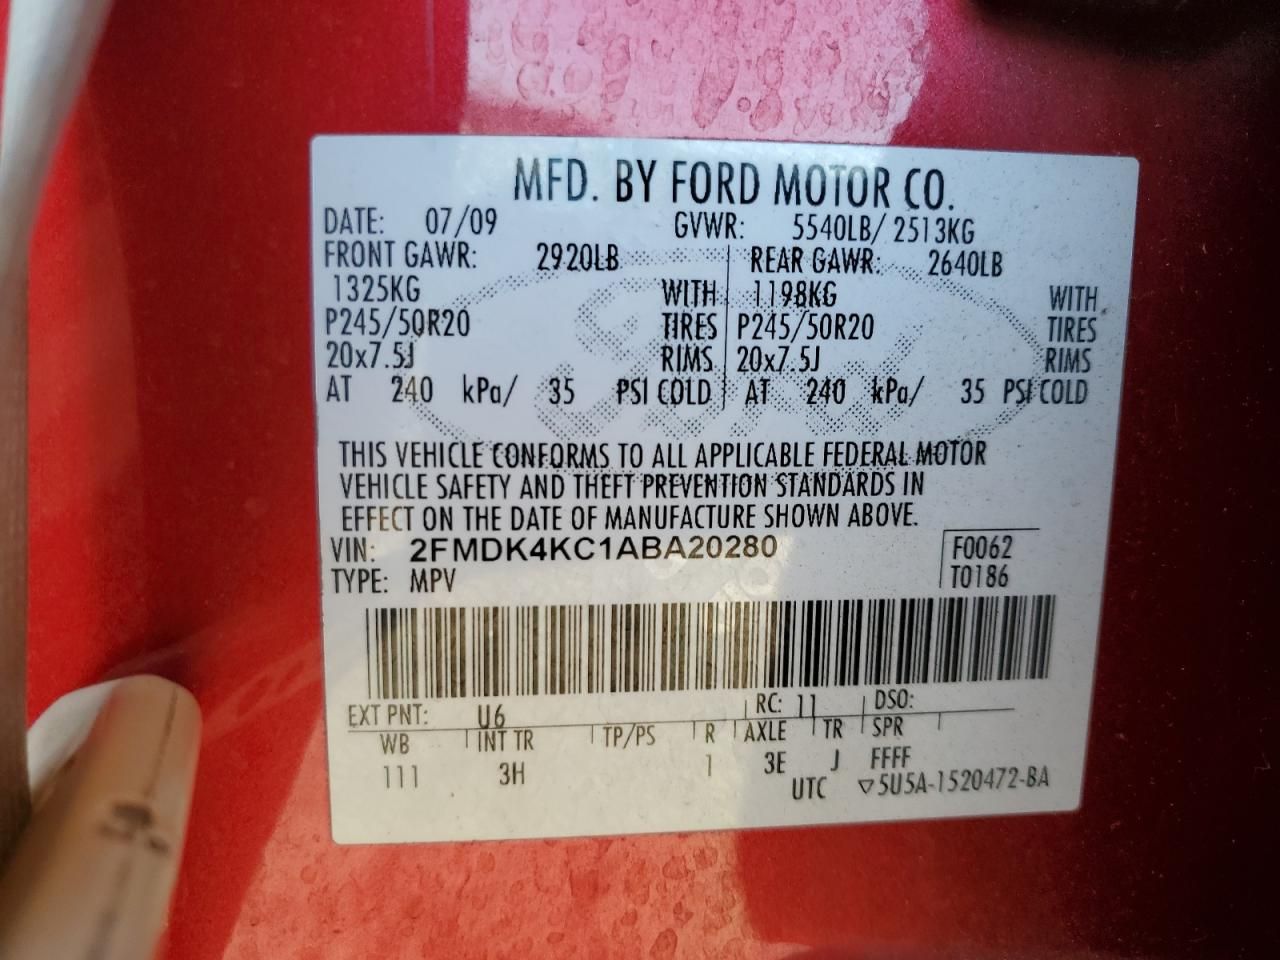 MFD. BY FORD MOTOR CO.
DATE: 07/09 GVWR: 5540LB/ 2513KG
FRONT GAWR: 2920LB REAR GAWR: 2640LB
1325KG WITH 1198KG WITH
P245/50R20 TIRES P245/50R20 TIRES
20x7.5J RIMS 20x7.5J RIMS
AT 240 kPa/ 35 PSI COLD AT 240 kPa/ 35 PSI COLD
THIS VEHICLE CONFORMS TO ALL APPLICABLE FEDERAL MOTOR
VEHICLE SAFETY AND THEFT PREVENTION STANDARDS IN
EFFECT ON THE DATE OF MANUFACTURE SHOWN ABOVE.
VIN: 2FMDK4KC1ABA20280 F0062
TYPE: MPV T0186
EXT PNT: U6 RC: 11 DSO:
WB INT TR TP/PS R AXLE TR SPR
111 3H 1 3E J FFFF
UTC ▽5U5A-1520472-BA